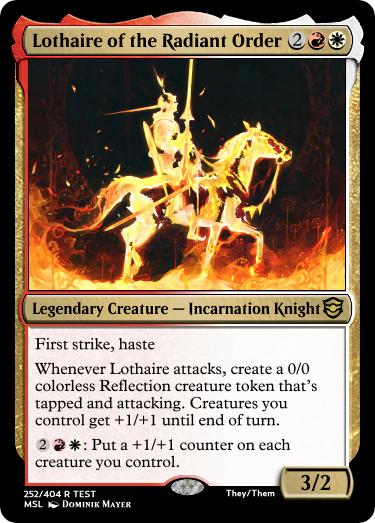 Lothaire of the Radiant Order 2
Legendary Creature — Incarnation Knight
First strike, haste
Whenever Lothaire attacks, create a 0/0
colorless Reflection creature token that's
tapped and attacking. Creatures you
control get +1/+1 until end of turn.
2 : Put a +1/+1 counter on each
creature you control.
3/2
252/404 R TEST
They/Them
MSL Dominik Mayer